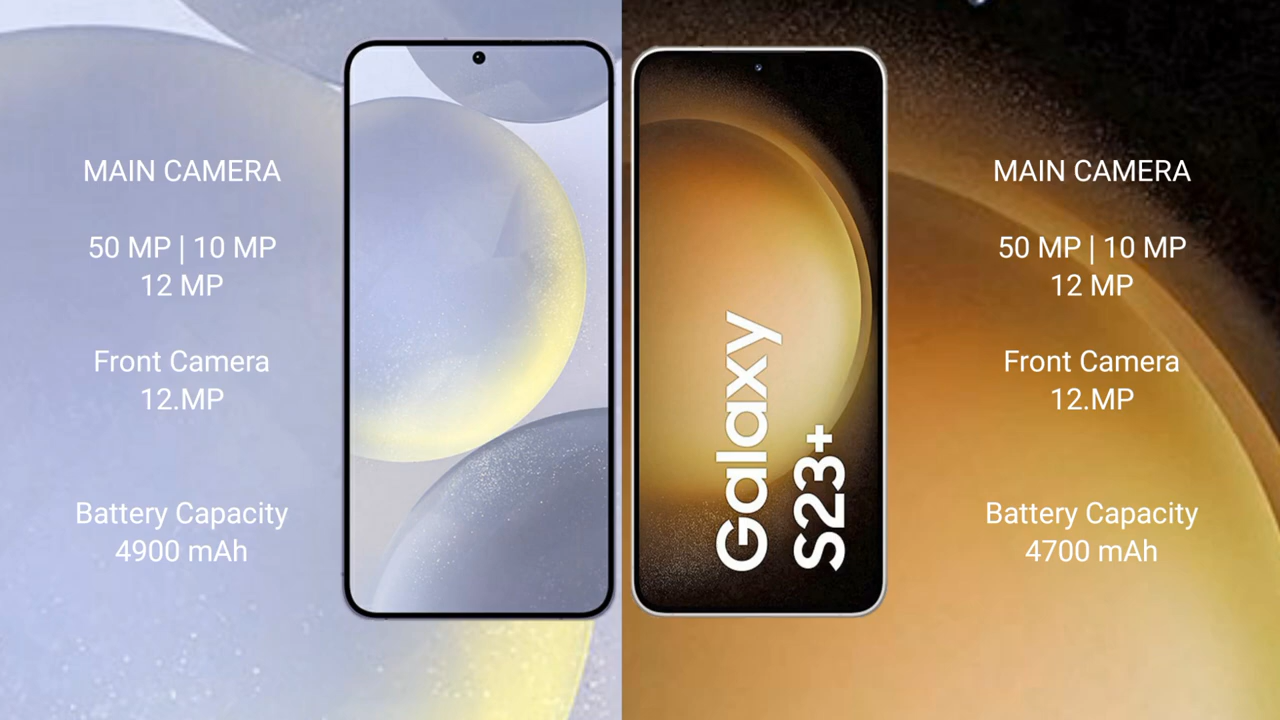 MAIN CAMERA
50 MP | 10 MP
12 MP
Front Camera
12.MP
Battery Capacity
4900 mAh
Galaxy
S23+
MAIN CAMERA
50 MP | 10 MP
12 MP
Front Camera
12.MP
Battery Capacity
4700 mAh